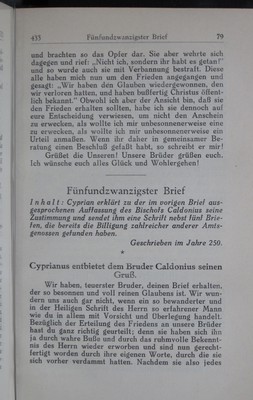 433 Fünfundzwanzigster Brief 79
und brachten so das Opfer dar. Sie aber wehrte sich
dagegen und rief: „Nicht ich, sondern ihr habt es getan!"
und so wurde auch sie mit Verbannung bestraft. Diese
alle haben mich nun um den Frieden angegangen und
gesagt: „Wir haben den Glauben wiedergewonnen, den
wir verloren hatten, und haben bußfertig Christus öffent-
lich bekannt." Obwohl ich aber der Ansicht bin, daß sie
den Frieden erhalten sollten, habe ich sie dennoch auf
eure Entscheidung verwiesen, um nicht den Anschein
zu erwecken, als wollte ich mir unbesonnenerweise eine
zu erwecken, als wollte ich mir unbesonnenerweise ein
Urteil anmaßen. Wenn ihr daher in gemeinsamer Be-
ratung einen Beschluß gefaßt habt, so schreibt er mir!
Grüßet die Unseren! Unsere Brüder grüßen euch.
Ich wünsche euch alles Glück und Wohlergehen!
Fünfundzwanzigster Brief
Inhalt: Cyprian erklärt zu der im vorigen Brief aus-
gesprochenen Auffassung des Bischofs Caldonius seine
Zustimmung und sendet ihm eine Schrift nebst fünf Brie-
fen, die bereits die Billigung zahlreicher anderer Amts-
genossen gefunden haben.
Geschrieben im Jahre 250.
*
Cyprianus entbietet dem Bruder Caldonius seinen
Gruß.
Wir haben, teuerster Bruder, deinen Brief erhalten,
der so besonnen und voll reinen Glaubens ist. Wir wun-
dern uns auch gar nicht, wenn ein so bewanderter und
in der Heiligen Schrift des Herrn so erfahrener Mann
wie du in allem mit Vorsicht und Überlegung handelt.
Bezüglich der Erteilung des Friedens an unsere Brüder
hast du ganz richtig geurteilt; denn sie haben sich ihn
ja durch wahre Buße und durch das ruhmvolle Bekennt-
nis des Herrn wieder erworben und sind nun gerecht-
fertigt worden durch ihre eigenen Worte, durch die sie
sich vorher verdammt hatten. Nachdem sie also jedes